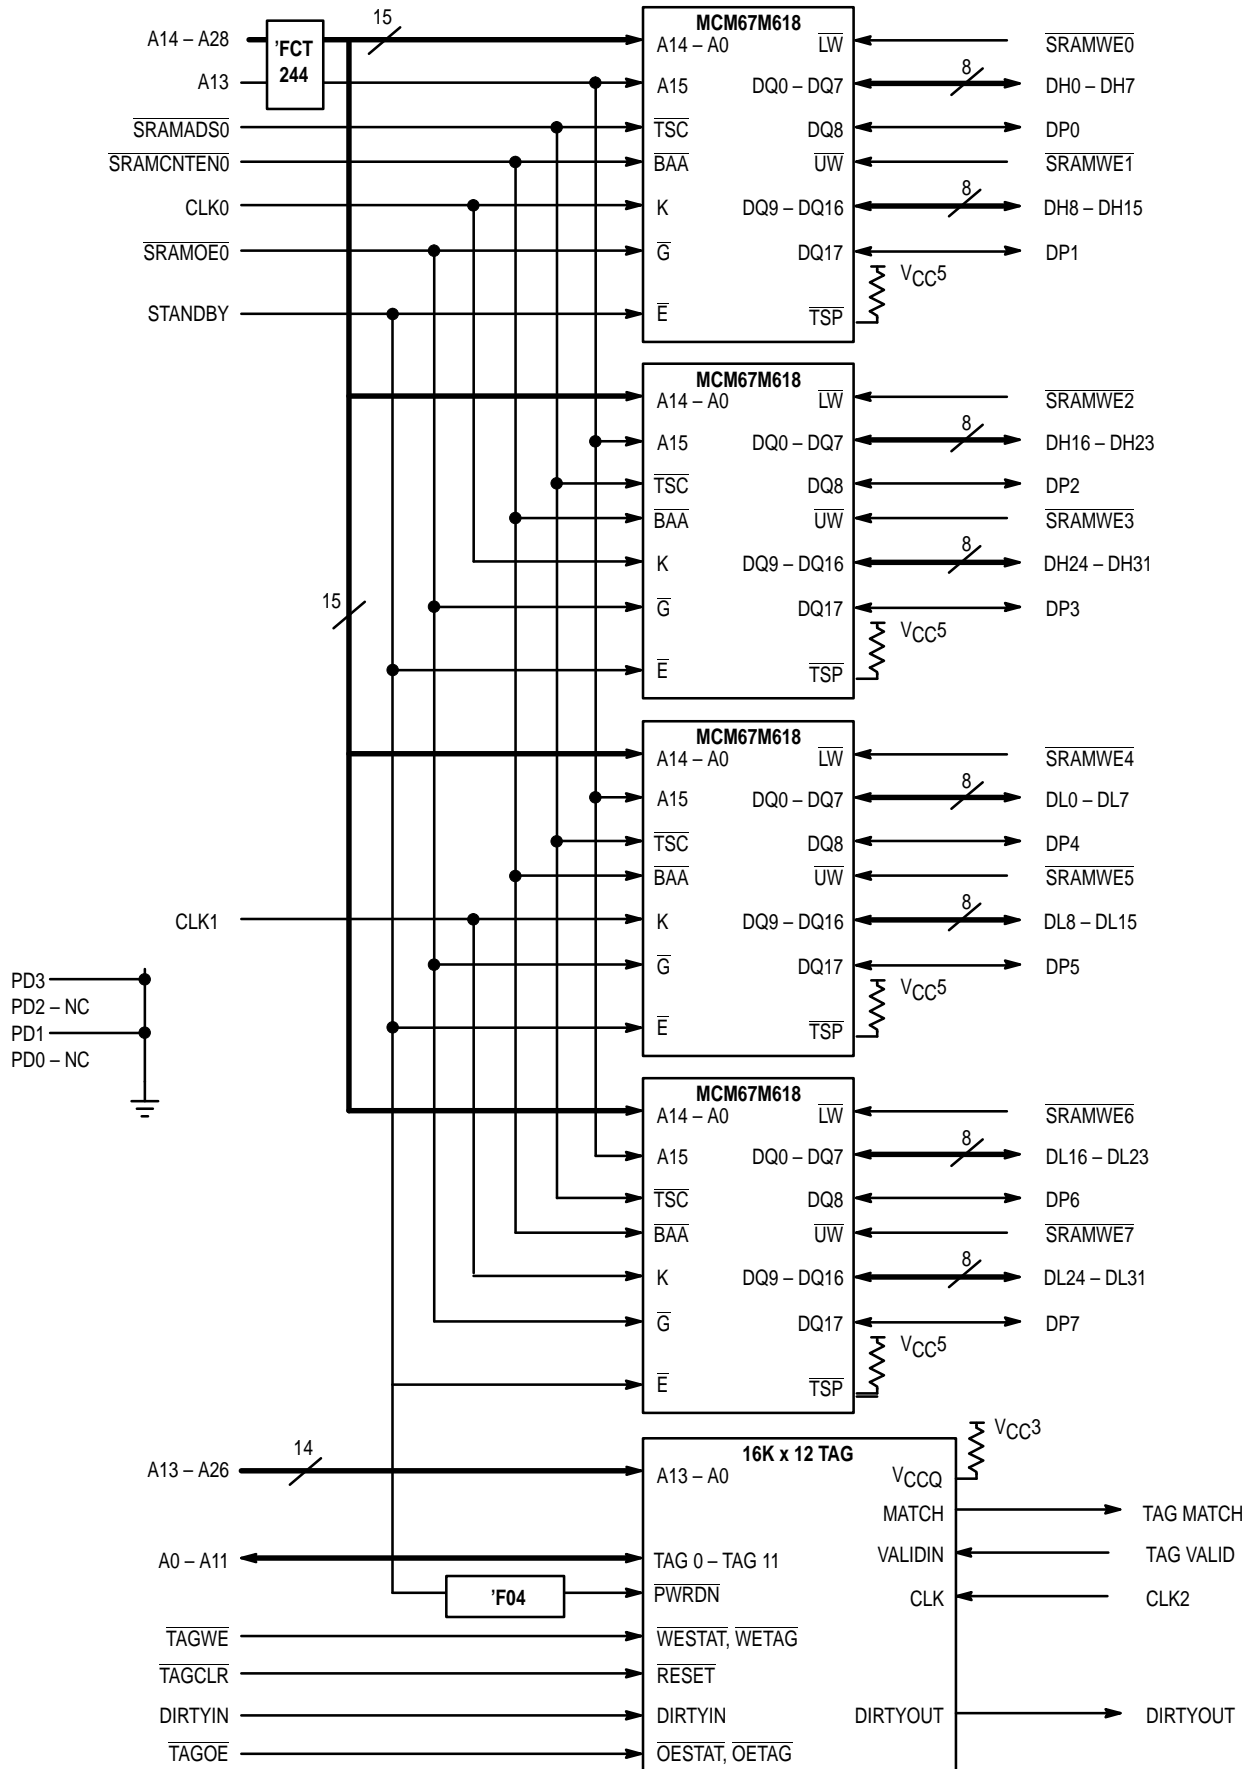 A14 – A28
A13
SRAMADS0
SRAMCNTEN0
CLK0
SRAMOE0
STANDBY
'FCT
244
15
MCM67M618
A14 – A0
LW
SRAMWE0
A15
DQ0 – DQ7
8
DH0 – DH7
TSC
DQ8
DP0
BAA
UW
SRAMWE1
K
DQ9 – DQ16
8
DH8 – DH15
G
DQ17
DP1
VCC5
E
TSP
15
MCM67M618
A14 – A0
LW
SRAMWE2
A15
DQ0 – DQ7
8
DH16 – DH23
TSC
DQ8
DP2
BAA
UW
SRAMWE3
K
DQ9 – DQ16
8
DH24 – DH31
G
DQ17
DP3
VCC5
E
TSP
MCM67M618
A14 – A0
LW
SRAMWE4
A15
DQ0 – DQ7
8
DL0 – DL7
TSC
DQ8
DP4
BAA
UW
SRAMWE5
CLK1
K
DQ9 – DQ16
8
DL8 – DL15
G
DQ17
DP5
VCC5
E
TSP
PD3
PD2 – NC
PD1
PD0 – NC
MCM67M618
A14 – A0
LW
SRAMWE6
A15
DQ0 – DQ7
8
DL16 – DL23
TSC
DQ8
DP6
BAA
UW
SRAMWE7
K
DQ9 – DQ16
8
DL24 – DL31
G
DQ17
DP7
VCC5
E
TSP
16K x 12 TAG
VCC3
A13 – A26
14
A13 – A0
VCCQ
MATCH
TAG MATCH
A0 – A11
TAG 0 – TAG 11
VALIDIN
TAG VALID
'F04
PWRDN
CLK
CLK2
TAGWE
WESTAT, WETAG
TAGCLR
RESET
DIRTYIN
DIRTYIN
DIRTYOUT
DIRTYOUT
TAGOE
OESTAT, OETAG